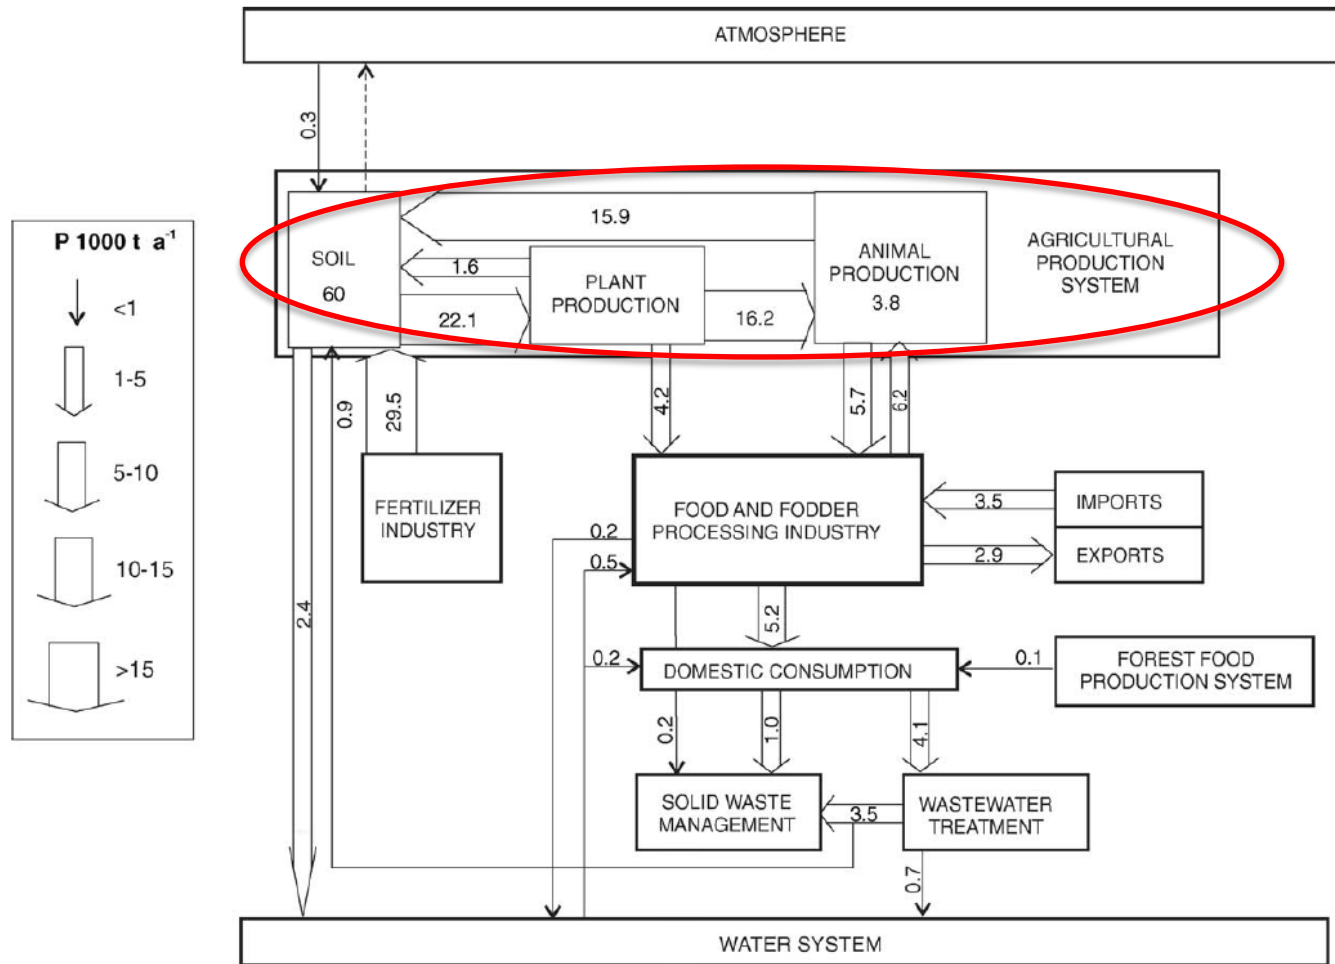 ATMOSPHERE
0.3
P 1000 t a⁻¹
<1
1-5
5-10
10-15
>15
SOIL
60
15.9
1.6
22.1
PLANT
PRODUCTION
16.2
ANIMAL
PRODUCTION
3.8
AGRICULTURAL
PRODUCTION
SYSTEM
2.4
0.9
29.5
4.2
5.7
6.2
FERTILIZER
INDUSTRY
FOOD AND FODDER
PROCESSING INDUSTRY
3.5
IMPORTS
2.9
EXPORTS
0.2
0.5
5.2
0.2
DOMESTIC CONSUMPTION
0.1
FOREST FOOD
PRODUCTION SYSTEM
0.2
1.0
4.1
SOLID WASTE
MANAGEMENT
3.5
WASTEWATER
TREATMENT
0.7
WATER SYSTEM